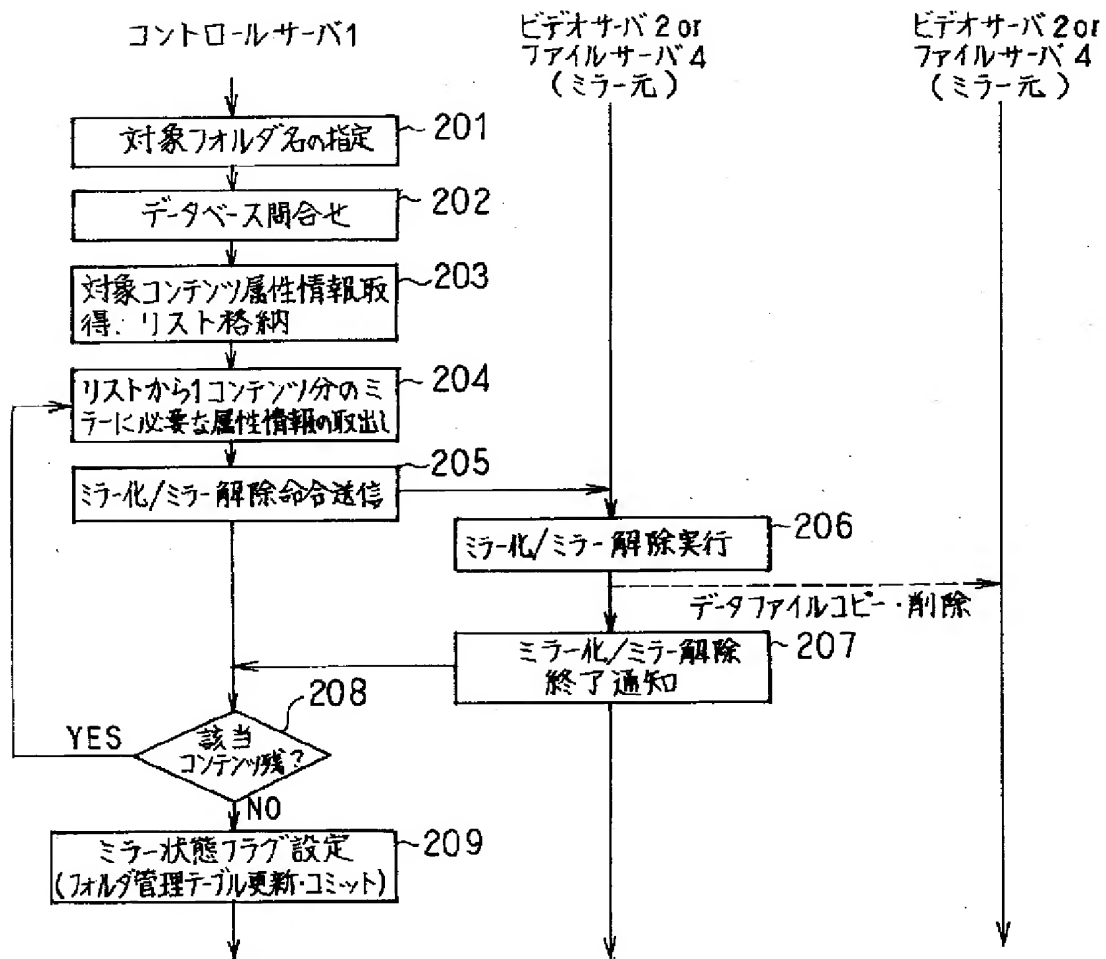 コントロールサーバ1
ビデオサーバ2or
ファイルサーバ4
(ミラー元)
ビデオサーバ2or
ファイルサーバ4
(ミラー元)
対象フォルダ名の指定
201
データベース問合せ
202
対象コンテンツ属性情報取
得、リスト格納
203
リストから1コンテンツ分のミ
ラーに必要な属性情報の取出し
204
ミラー化/ミラー解除命令送信
205
ミラー化/ミラー解除実行
206
データファイルコピー・削除
ミラー化/ミラー解除
終了通知
207
該当
コンテンツ残?
208
YES
NO
ミラー状態フラグ設定
(フォルダ管理テーブル更新・コミット)
209